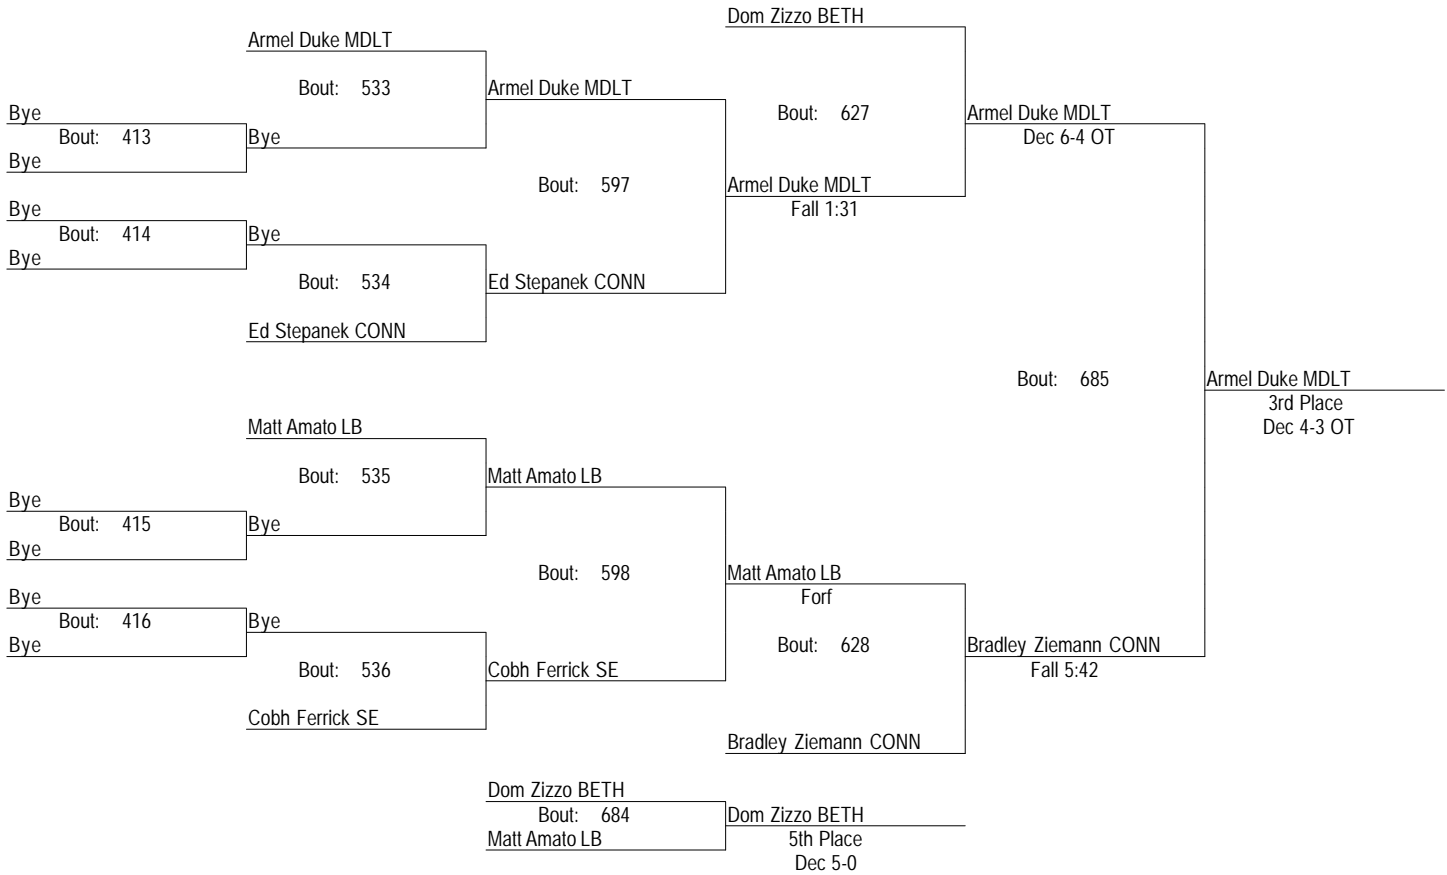 Dom Zizzo BETH
Armel Duke MDLT
Bout: 533
Armel Duke MDLT
Bye
Bout: 627
Armel Duke MDLT
Bout: 413
Bye
Dec 6-4 OT
Bye
Bout: 597
Armel Duke MDLT
Bye
Fall 1:31
Bout: 414
Bye
Bye
Bout: 534
Ed Stepanek CONN
Ed Stepanek CONN
Bout: 685
Armel Duke MDLT
3rd Place
Matt Amato LB
Dec 4-3 OT
Bout: 535
Matt Amato LB
Bye
Bout: 415
Bye
Bye
Bout: 598
Matt Amato LB
Bye
Forf
Bout: 416
Bye
Bye
Bout: 628
Bradley Ziemann CONN
Bout: 536
Cobh Ferrick SE
Fall 5:42
Cobh Ferrick SE
Bradley Ziemann CONN
Dom Zizzo BETH
Bout: 684
Dom Zizzo BETH
Matt Amato LB
5th Place
Dec 5-0